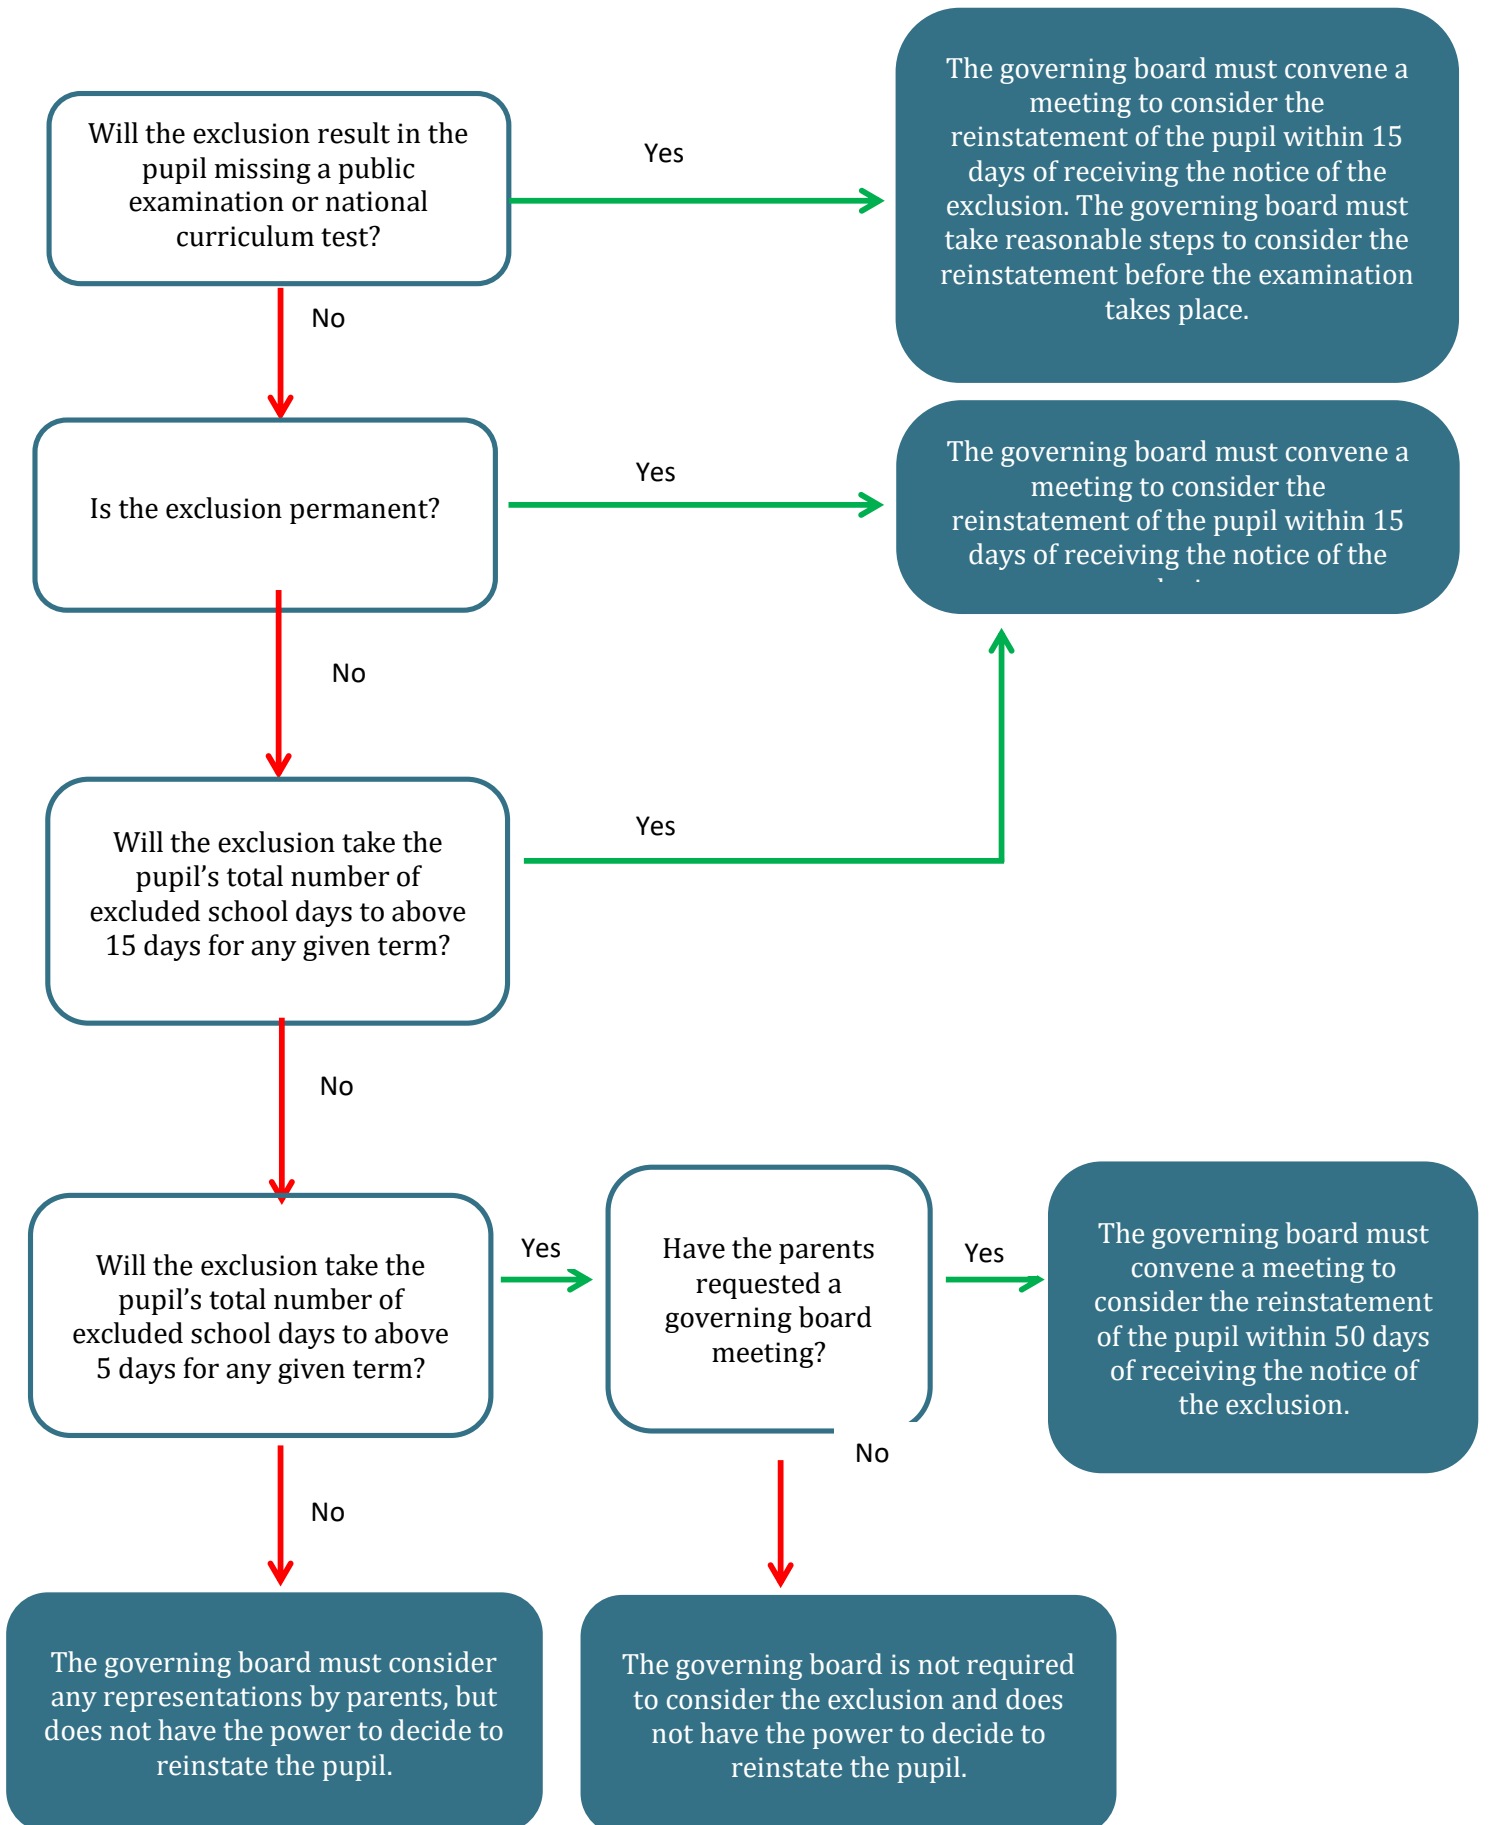 Will the exclusion result in the
pupil missing a public
examination or national
curriculum test?
Yes
The governing board must convene a
meeting to consider the
reinstatement of the pupil within 15
days of receiving the notice of the
exclusion. The governing board must
take reasonable steps to consider the
reinstatement before the examination
takes place.
No
Is the exclusion permanent?
Yes
The governing board must convene a
meeting to consider the
reinstatement of the pupil within 15
days of receiving the notice of the
No
Will the exclusion take the
pupil’s total number of
excluded school days to above
15 days for any given term?
Yes
No
Will the exclusion take the
pupil’s total number of
excluded school days to above
5 days for any given term?
Yes
Have the parents
requested a
governing board
meeting?
Yes
The governing board must
convene a meeting to
consider the reinstatement
of the pupil within 50 days
of receiving the notice of
the exclusion.
No
No
The governing board must consider
any representations by parents, but
does not have the power to decide to
reinstate the pupil.
The governing board is not required
to consider the exclusion and does
not have the power to decide to
reinstate the pupil.